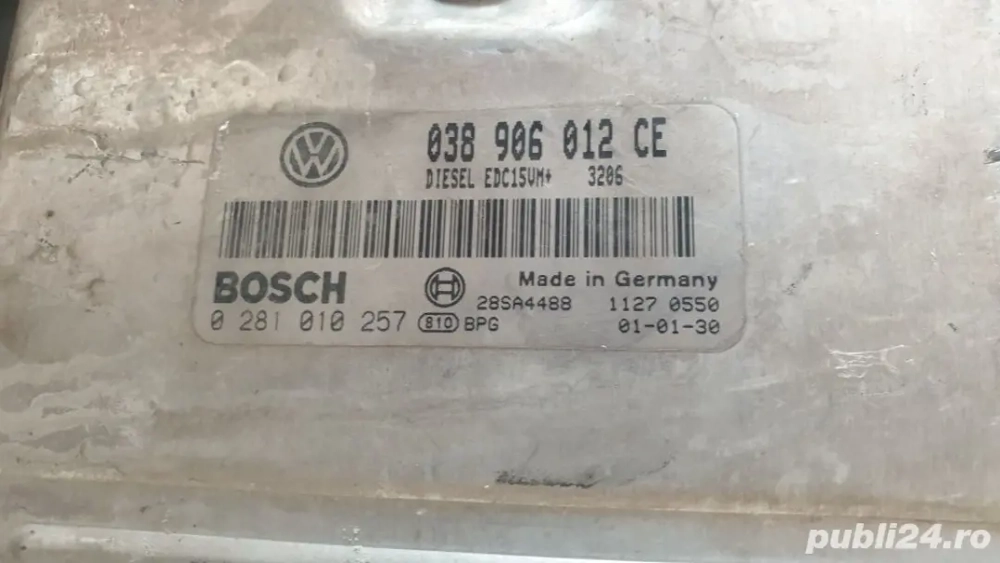 038 906 012 CE
DIESEL EDC15VM+ 3206
BOSCH
Made in Germany
28SA4488 1127 0550
0 281 010 257 810 BPG 01-01-30
publi24.ro